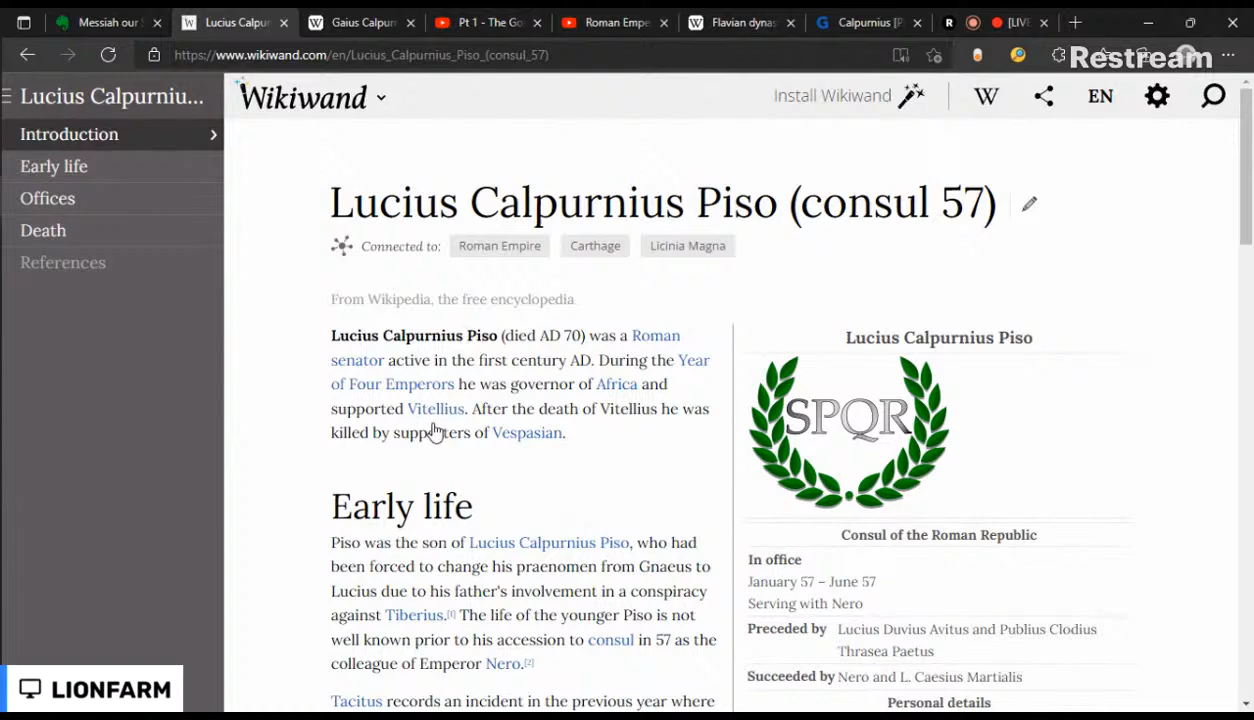 Messiah our
Lucius Calpur
Gaius Calpurr
Pt 1 - The Go
Roman Empe
Flavian dynas
Calpurnius [P
[LIVE
https://www.wikiwand.com/en/Lucius_Calpurnius_Piso_(consul_57)
Restream
Lucius Calpurniu...
Wikiwand
Install Wikiwand
W
EN
Introduction
Early life
Offices
Death
References
Lucius Calpurnius Piso (consul 57)
Connected to: Roman Empire Carthage Licinia Magna
From Wikipedia, the free encyclopedia
Lucius Calpurnius Piso (died AD 70) was a Roman
senator active in the first century AD. During the Year
of Four Emperors he was governor of Africa and
supported Vitellius. After the death of Vitellius he was
killed by supporters of Vespasian.
Early life
Piso was the son of Lucius Calpurnius Piso, who had
been forced to change his praenomen from Gnaeus to
Lucius due to his father's involvement in a conspiracy
against Tiberius.[1] The life of the younger Piso is not
well known prior to his accession to consul in 57 as the
colleague of Emperor Nero.[2]
Tacitus records an incident in the previous year where
Lucius Calpurnius Piso
SPQR
Consul of the Roman Republic
In office
January 57 – June 57
Serving with Nero
Preceded by Lucius Duvius Avitus and Publius Clodius
Thrasea Paetus
Succeeded by Nero and L. Caesius Martialis
Personal details
LIONFARM